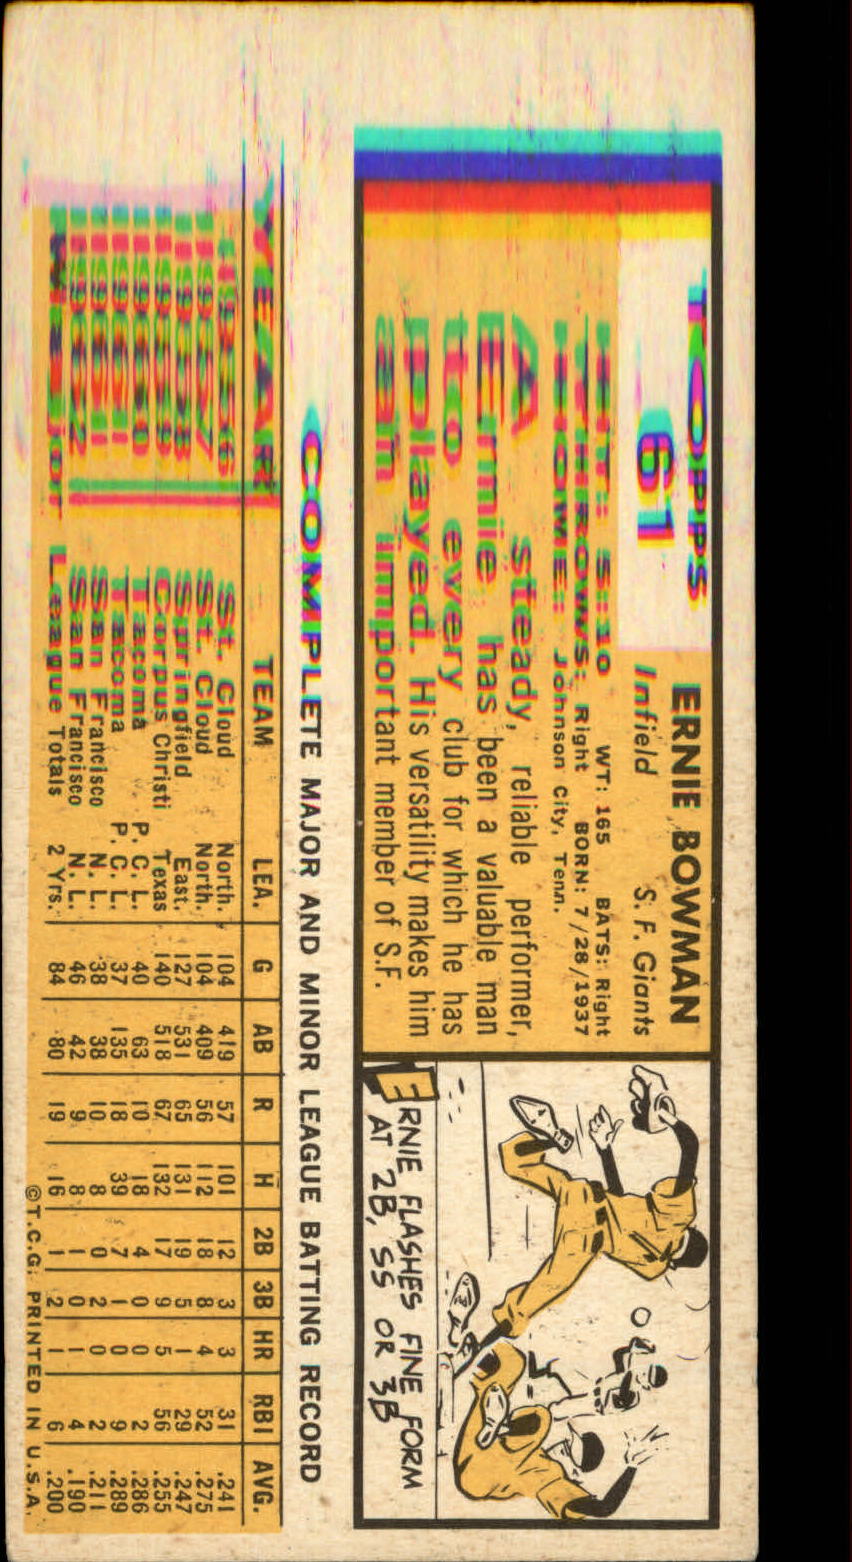 TOPPS
61
ERNIE BOWMAN
Infield S. F. Giants
HT: 5:10 WT: 165 BATS: Right
THROWS: Right BORN: 7/28/1937
HOME: Johnson City, Tenn.
A steady, reliable performer,
Ernie has been a valuable man
to every club for which he has
played. His versatility makes him
an important member of S.F.
ERNIE FLASHES FINE FORM
AT 2B, SS OR 3B
COMPLETE MAJOR AND MINOR LEAGUE BATTING RECORD
YEAR TEAM LEA. G AB R H 2B 3B HR RBI AVG.
1956 St. Cloud North. 104 419 57 101 12 3 3 31 .241
1957 St. Cloud North. 104 409 56 112 18 8 4 52 .275
1958 Springfield East. 127 531 65 131 19 5 1 29 .247
1959 Corpus Christi Texas 140 518 67 132 17 9 5 56 .255
1960 Tacoma P. C. L. 40 63 10 18 4 0 0 2 .286
1961 Tacoma P. C. L. 37 135 18 39 7 1 0 9 .289
1961 San Francisco N. L. 38 38 10 8 0 2 0 2 .211
1962 San Francisco N. L. 46 42 9 8 1 0 1 4 .190
Major League Totals 2 Yrs. 84 80 19 16 1 2 1 6 .200
©T.C.G. PRINTED IN U.S.A.